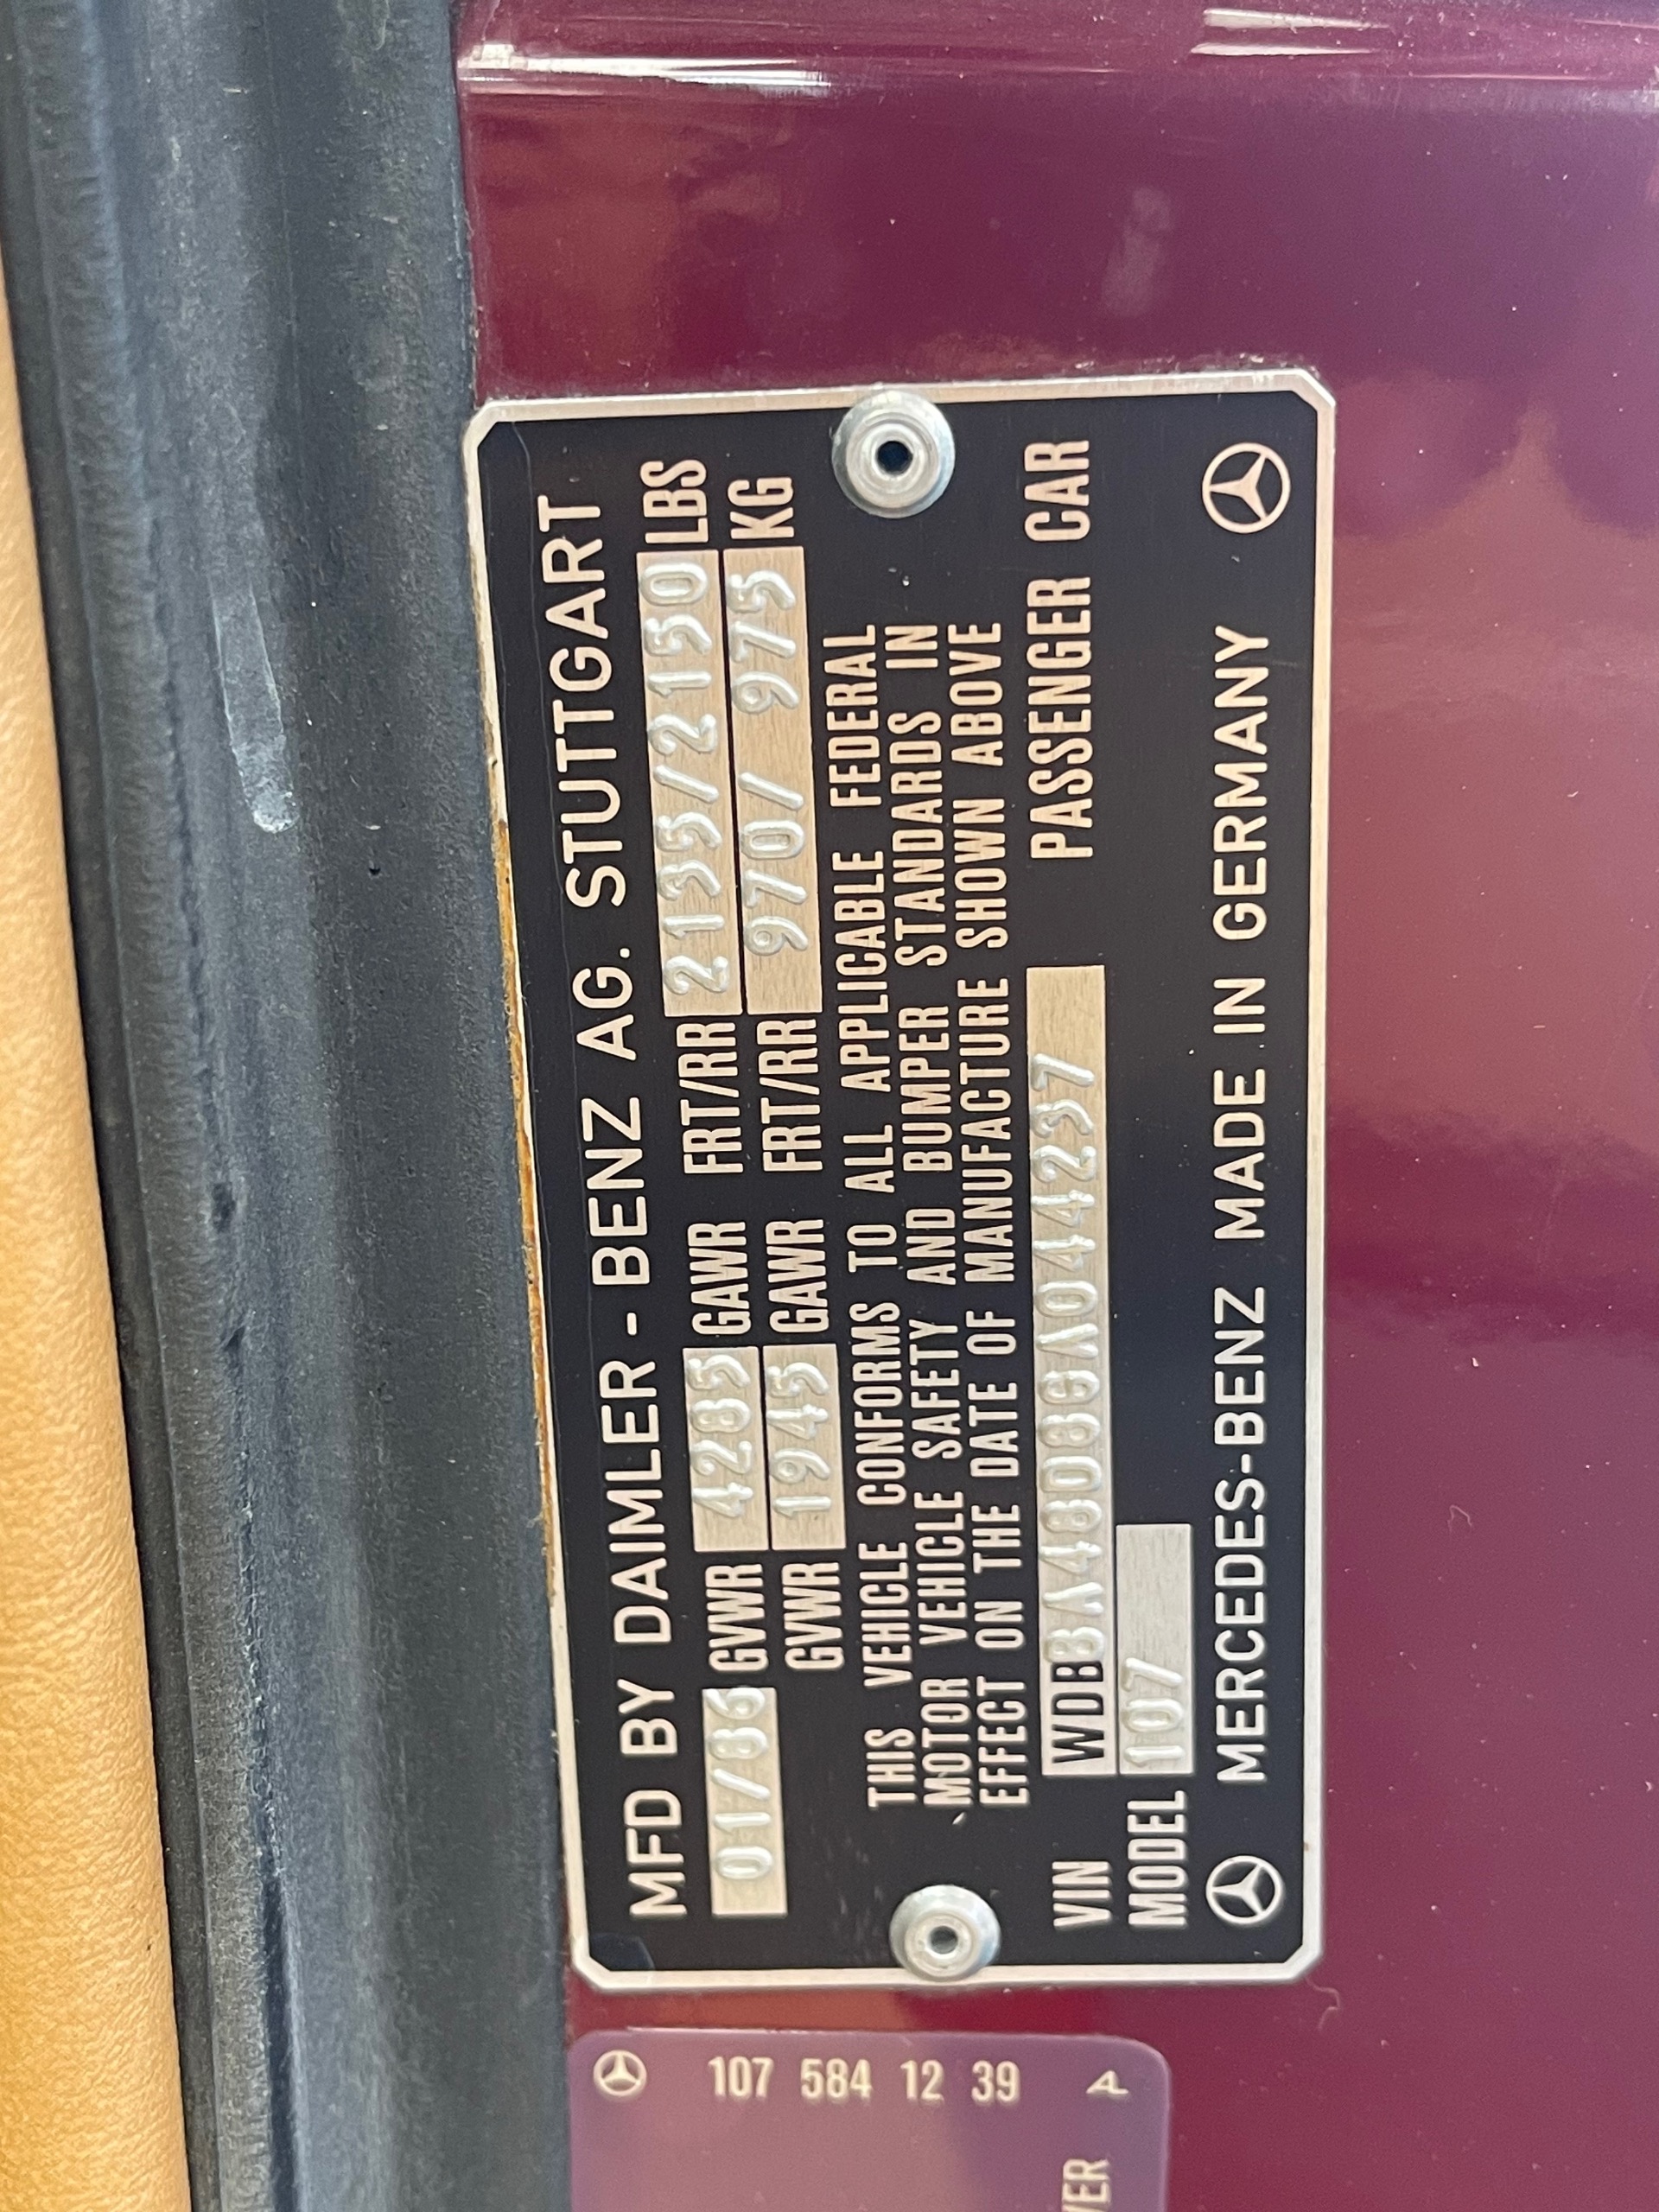 MFD BY DAIMLER - BENZ AG. STUTTGART
01/86 GVWR 4285 GAWR FRT/RR 2135/2150 LBS
GVWR 1945 GAWR FRT/RR 970/ 975 KG
THIS VEHICLE CONFORMS TO ALL APPLICABLE FEDERAL
MOTOR VEHICLE SAFETY AND BUMPER STANDARDS IN
EFFECT ON THE DATE OF MANUFACTURE SHOWN ABOVE
VIN WDBBA48D8GA044237 PASSENGER CAR
MODEL 107
MERCEDES-BENZ MADE IN GERMANY
107 584 12 39